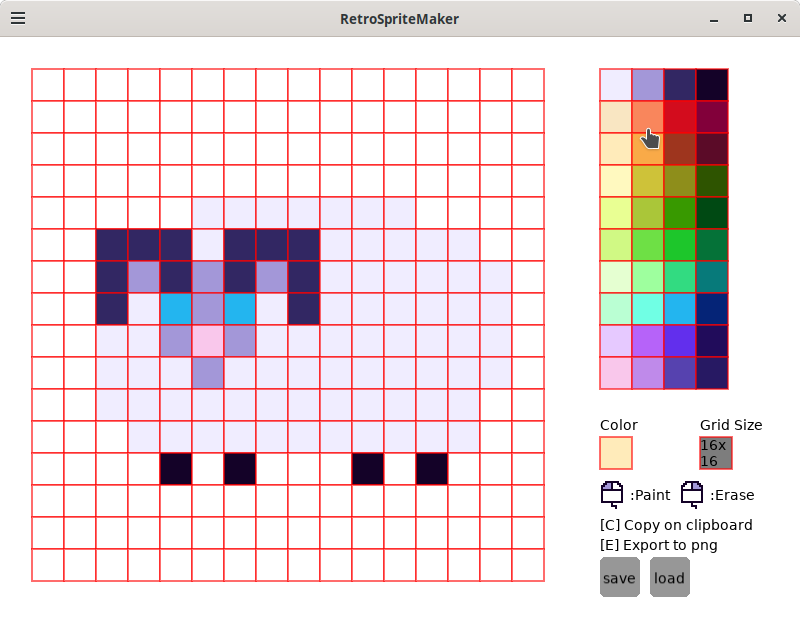 RetroSpriteMaker
Color
Grid Size
16x
16
:Paint
:Erase
[C] Copy on clipboard
[E] Export to png
save
load